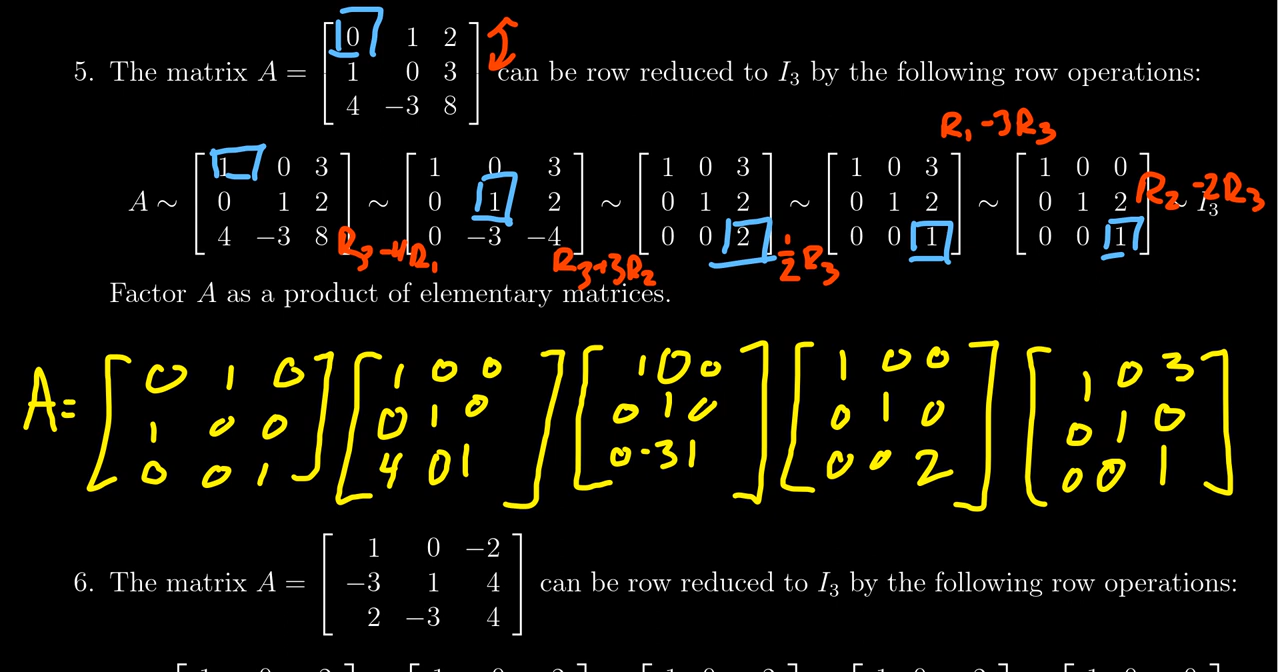 5. The matrix A = [0 1 2; 1 0 3; 4 −3 8] can be row reduced to I₃ by the following row operations:
R₁ -3R₃
A ∼ [1 0 3; 0 1 2; 4 −3 8] ∼ [1 0 3; 0 1 2; 0 −3 −4] ∼ [1 0 3; 0 1 2; 0 0 2] ∼ [1 0 3; 0 1 2; 0 0 1] ∼ [1 0 0; 0 1 2; 0 0 1] ∼ I₃
R₂ -2R₃
R₃ -4R₁
R₃ +3R₂
½R₃
Factor A as a product of elementary matrices.
A = [0 1 0; 1 0 0; 0 0 1] [1 0 0; 0 1 0; 4 0 1] [1 0 0; 0 1 0; 0 -3 1] [1 0 0; 0 1 0; 0 0 2] [1 0 3; 0 1 0; 0 0 1]
6. The matrix A = [1 0 −2; −3 1 4; 2 −3 4] can be row reduced to I₃ by the following row operations: